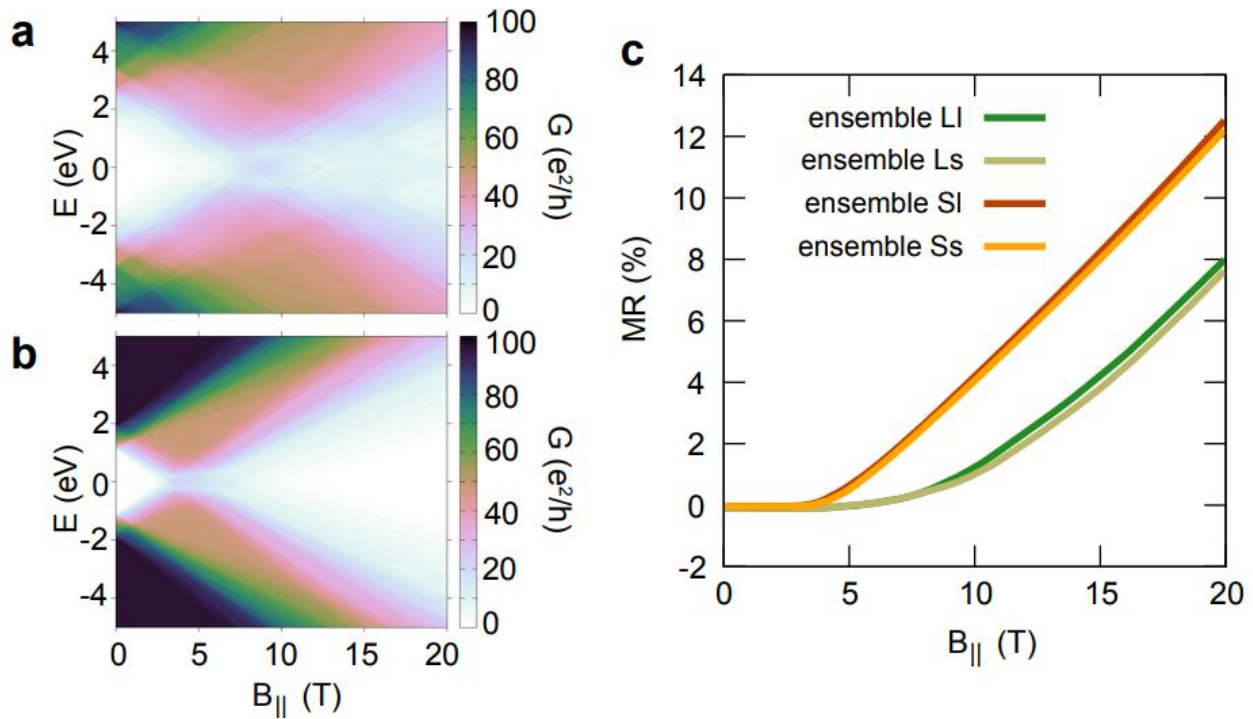 a
4
2
0
-2
-4
E (eV)
100
80
60
40
20
0
G (e²/h)
b
4
2
0
-2
-4
E (eV)
0
5
10
15
20
B|| (T)
100
80
60
40
20
0
G (e²/h)
c
14
12
10
8
6
4
2
0
-2
MR (%)
ensemble Ll
ensemble Ls
ensemble Sl
ensemble Ss
0
5
10
15
20
B|| (T)